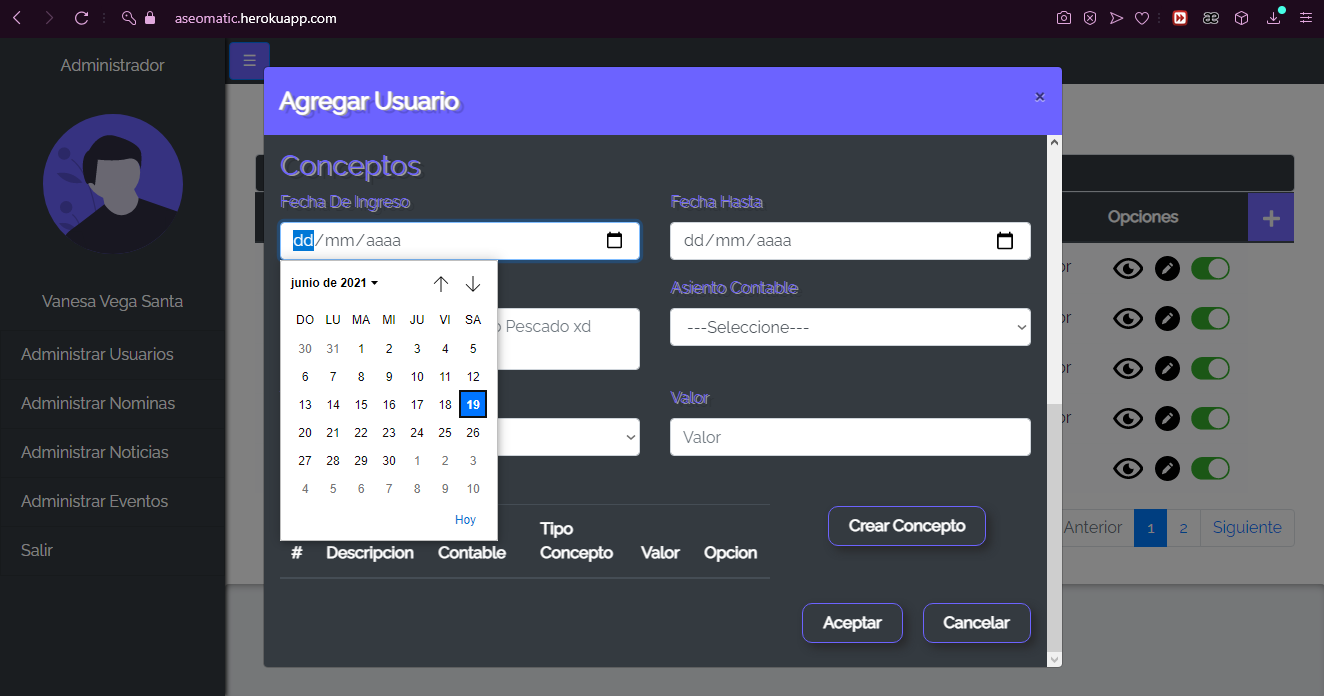 aseomatic.herokuapp.com
Administrador
Vanesa Vega Santa
Administrar Usuarios
Administrar Nominas
Administrar Noticias
Administrar Eventos
Salir
Agregar Usuario
×
Conceptos
Fecha De Ingreso
Fecha Hasta
dd/mm/aaaa
dd/mm/aaaa
junio de 2021
DO LU MA MI JU VI SA
30 31 1 2 3 4 5
6 7 8 9 10 11 12
13 14 15 16 17 18 19
20 21 22 23 24 25 26
27 28 29 30 1 2 3
4 5 6 7 8 9 10
Hoy
Pescado xd
Asiento Contable
---Seleccione---
Valor
Valor
# Descripcion Contable Tipo Concepto Valor Opcion
Crear Concepto
Aceptar
Cancelar
Opciones
+
Anterior 1 2 Siguiente